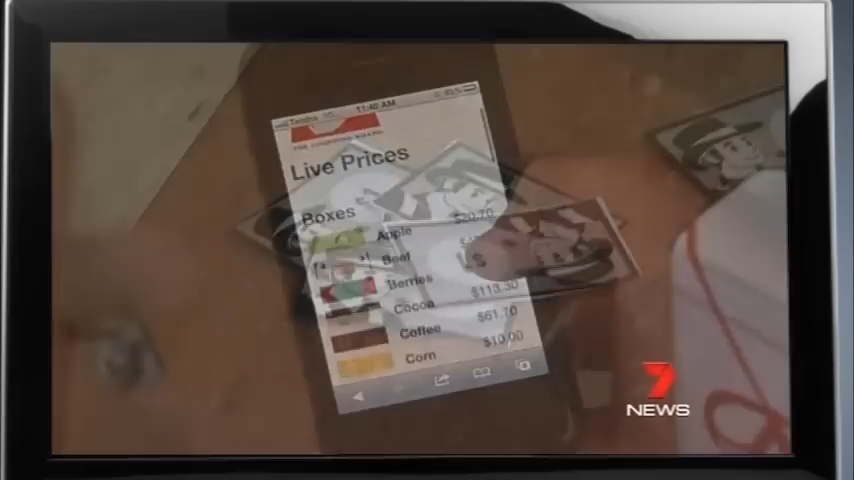 Telstra
11:40 AM
Live Prices
Boxes
Apple $20.70
Beef
Berries
$113.30
Cocoa
$61.70
Coffee
$10.00
Corn
7
NEWS